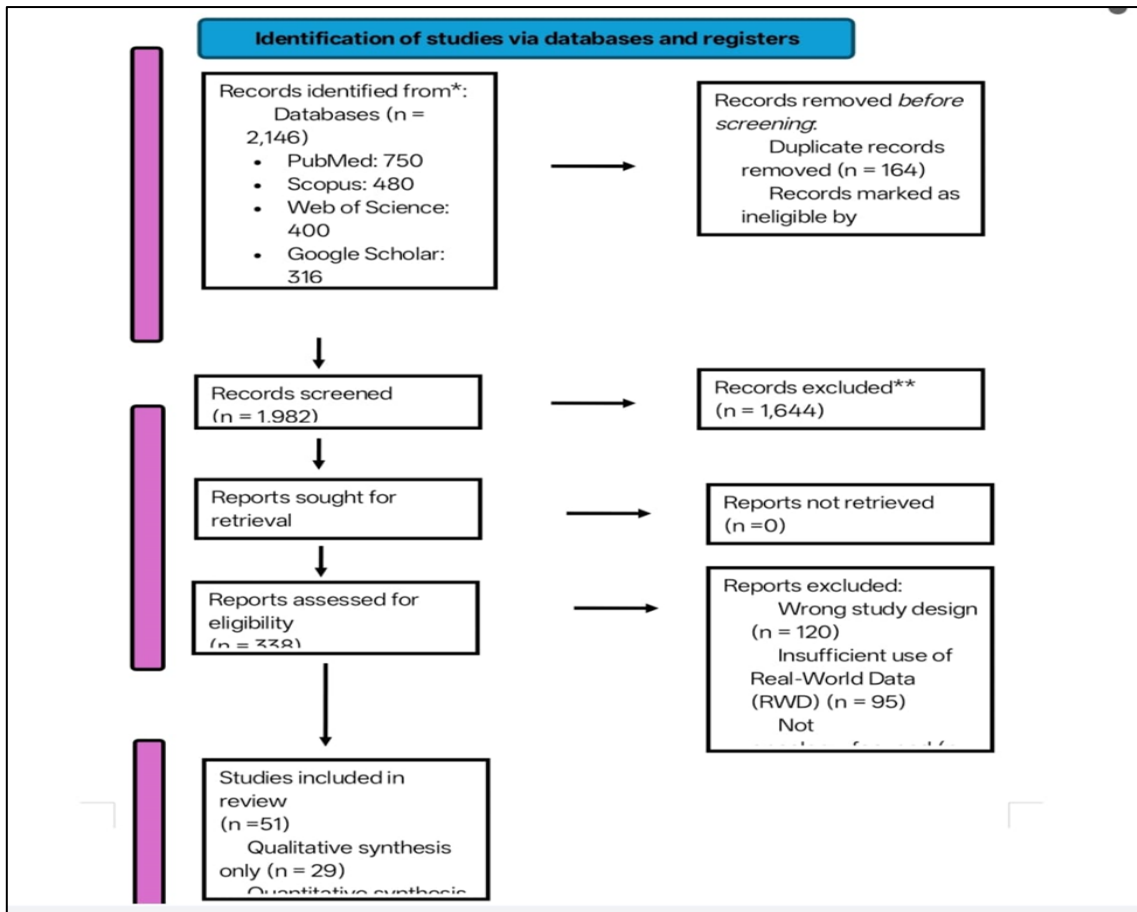 Identification of studies via databases and registers
Records identified from*:
Databases (n =
2,146)
• PubMed: 750
• Scopus: 480
• Web of Science:
400
• Google Scholar:
316
Records removed before
screening:
Duplicate records
removed (n = 164)
Records marked as
ineligible by
Records screened
(n = 1,982)
Records excluded**
(n = 1,644)
Reports sought for
retrieval
Reports not retrieved
(n =0)
Reports assessed for
eligibility
(n = 338)
Reports excluded:
Wrong study design
(n = 120)
Insufficient use of
Real-World Data
(RWD) (n = 95)
Not
Studies included in
review
(n =51)
Qualitative synthesis
only (n = 29)
Quantitative synthesis